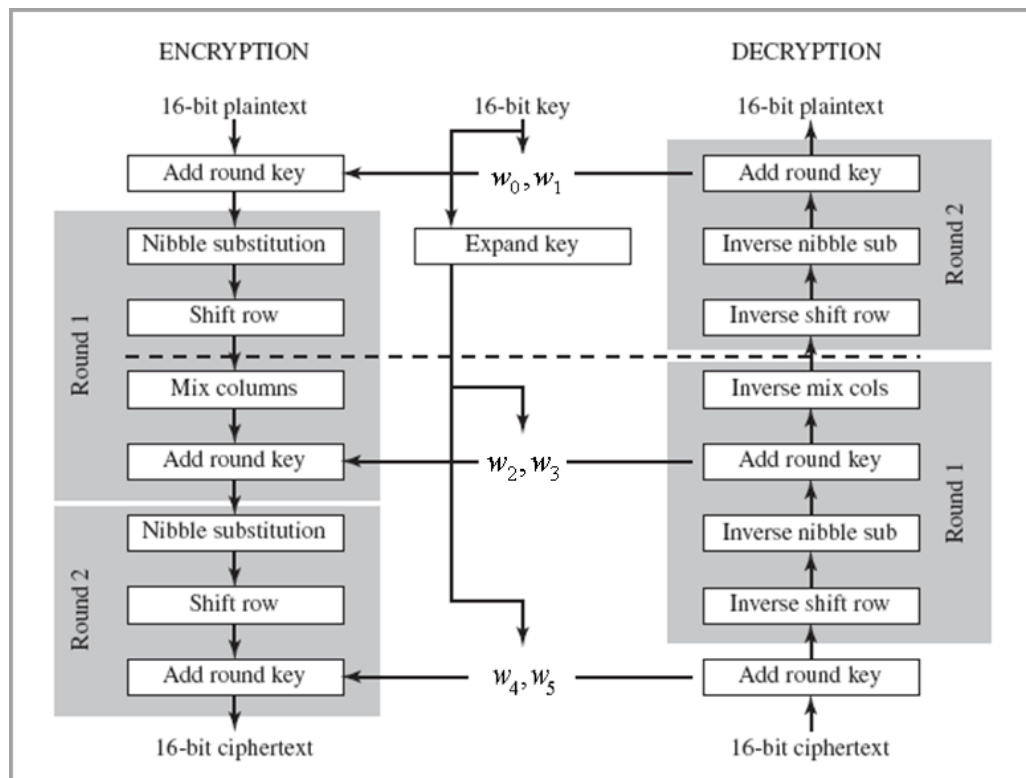 ENCRYPTION
16-bit plaintext
Add round key
Round 1
Nibble substitution
Shift row
Mix columns
Add round key
Round 2
Nibble substitution
Shift row
Add round key
16-bit ciphertext
16-bit key
w₀, w₁
Expand key
w₂, w₃
w₄, w₅
DECRYPTION
16-bit plaintext
Add round key
Inverse nibble sub
Inverse shift row
Round 2
Inverse mix cols
Add round key
Inverse nibble sub
Inverse shift row
Round 1
Add round key
16-bit ciphertext